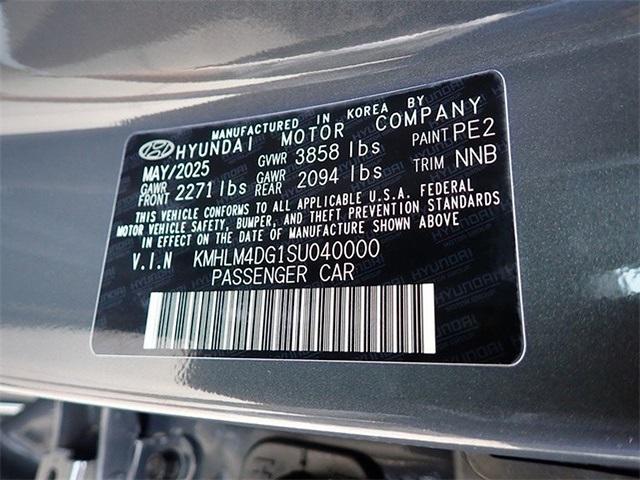 MANUFACTURED IN KOREA BY
HYUNDAI MOTOR COMPANY
MAY/2025 GVWR 3858 lbs PAINT PE2
GAWR FRONT 2271 lbs GAWR REAR 2094 lbs TRIM NNB
THIS VEHICLE CONFORMS TO ALL APPLICABLE U.S.A. FEDERAL
MOTOR VEHICLE SAFETY, BUMPER, AND THEFT PREVENTION STANDARDS
IN EFFECT ON THE DATE OF MANUFACTURE SHOWN ABOVE
V.I.N KMHLM4DG1SU040000
PASSENGER CAR